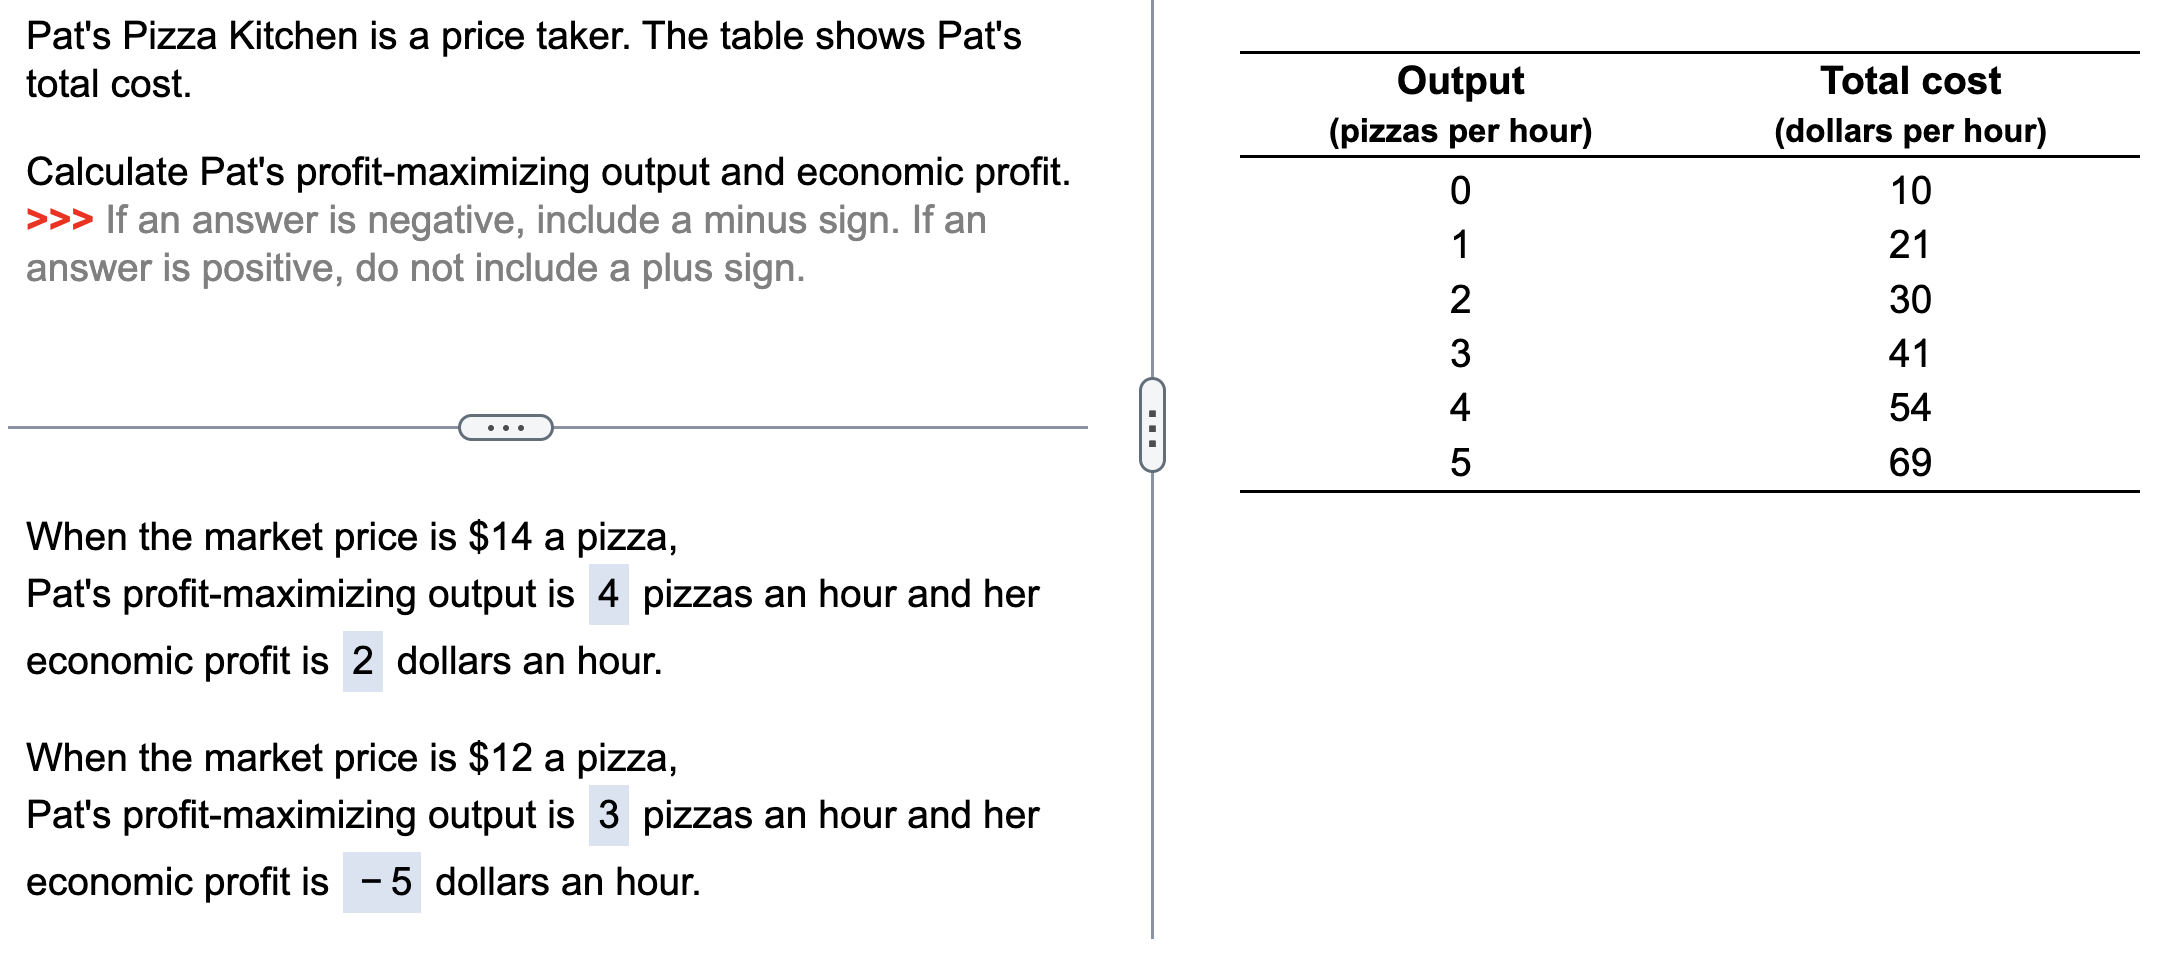 Pat's Pizza Kitchen is a price taker. The table shows Pat's
total cost.
Calculate Pat's profit-maximizing output and economic profit.
>>> If an answer is negative, include a minus sign. If an
answer is positive, do not include a plus sign.
When the market price is $14 a pizza,
Pat's profit-maximizing output is 4 pizzas an hour and her
economic profit is 2 dollars an hour.
When the market price is $12 a pizza,
Pat's profit-maximizing output is 3 pizzas an hour and her
economic profit is − 5 dollars an hour.
Output Total cost
(pizzas per hour) (dollars per hour)
0 10
1 21
2 30
3 41
4 54
5 69